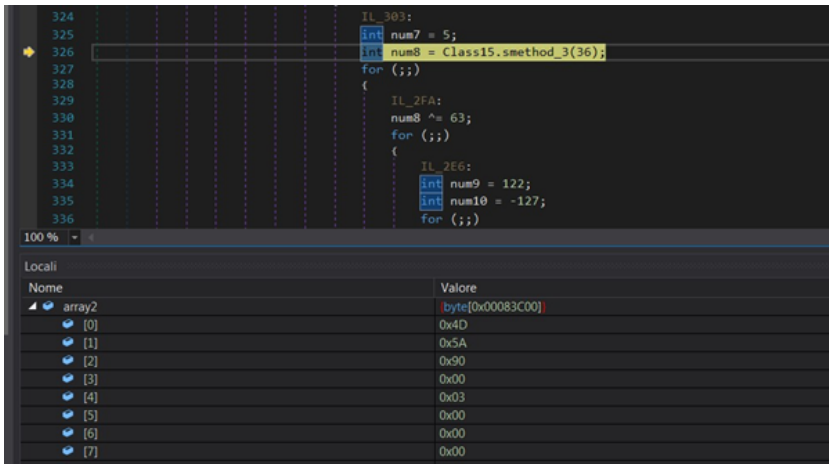 324 IL_303:
325 int num7 = 5;
326 int num8 = Class15.smethod_3(36);
327 for (;;)
328 {
329 IL_2FA:
330 num8 ^= 63;
331 for (;;)
332 {
333 IL_2E6:
334 int num9 = 122;
335 int num10 = -127;
336 for (;;)
100 %
Locali
Nome Valore
array2 {byte[0x00083C00]}
[0] 0x4D
[1] 0x5A
[2] 0x90
[3] 0x00
[4] 0x03
[5] 0x00
[6] 0x00
[7] 0x00